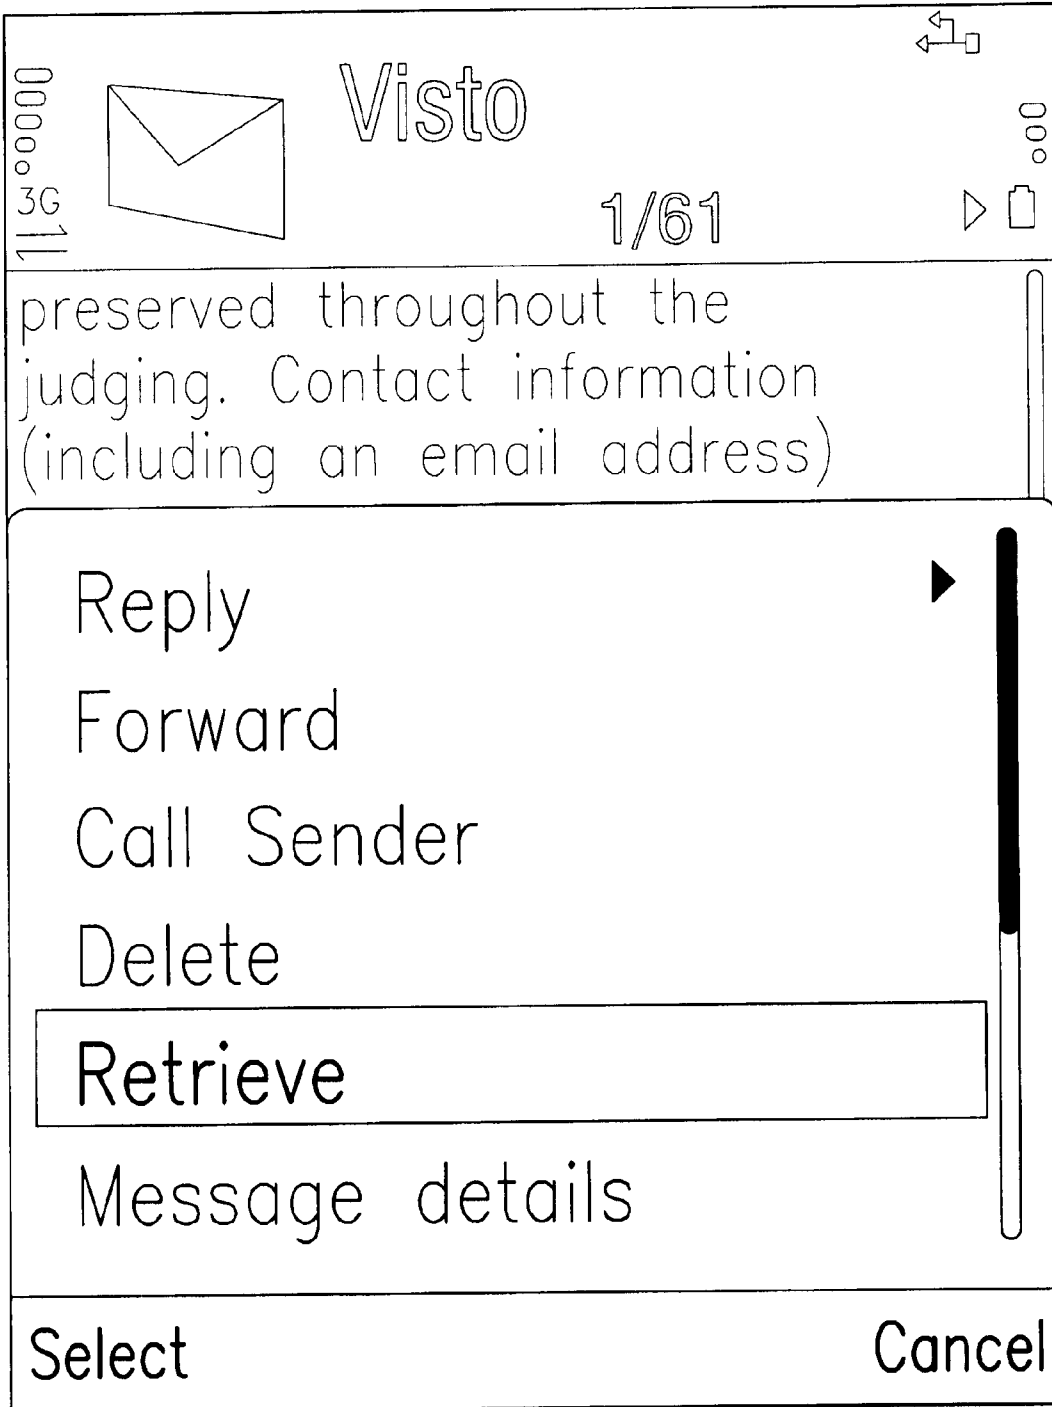 Visto
3G
1/61
preserved throughout the
judging. Contact information
(including an email address)
Reply
Forward
Call Sender
Delete
Retrieve
Message details
Select
Cancel